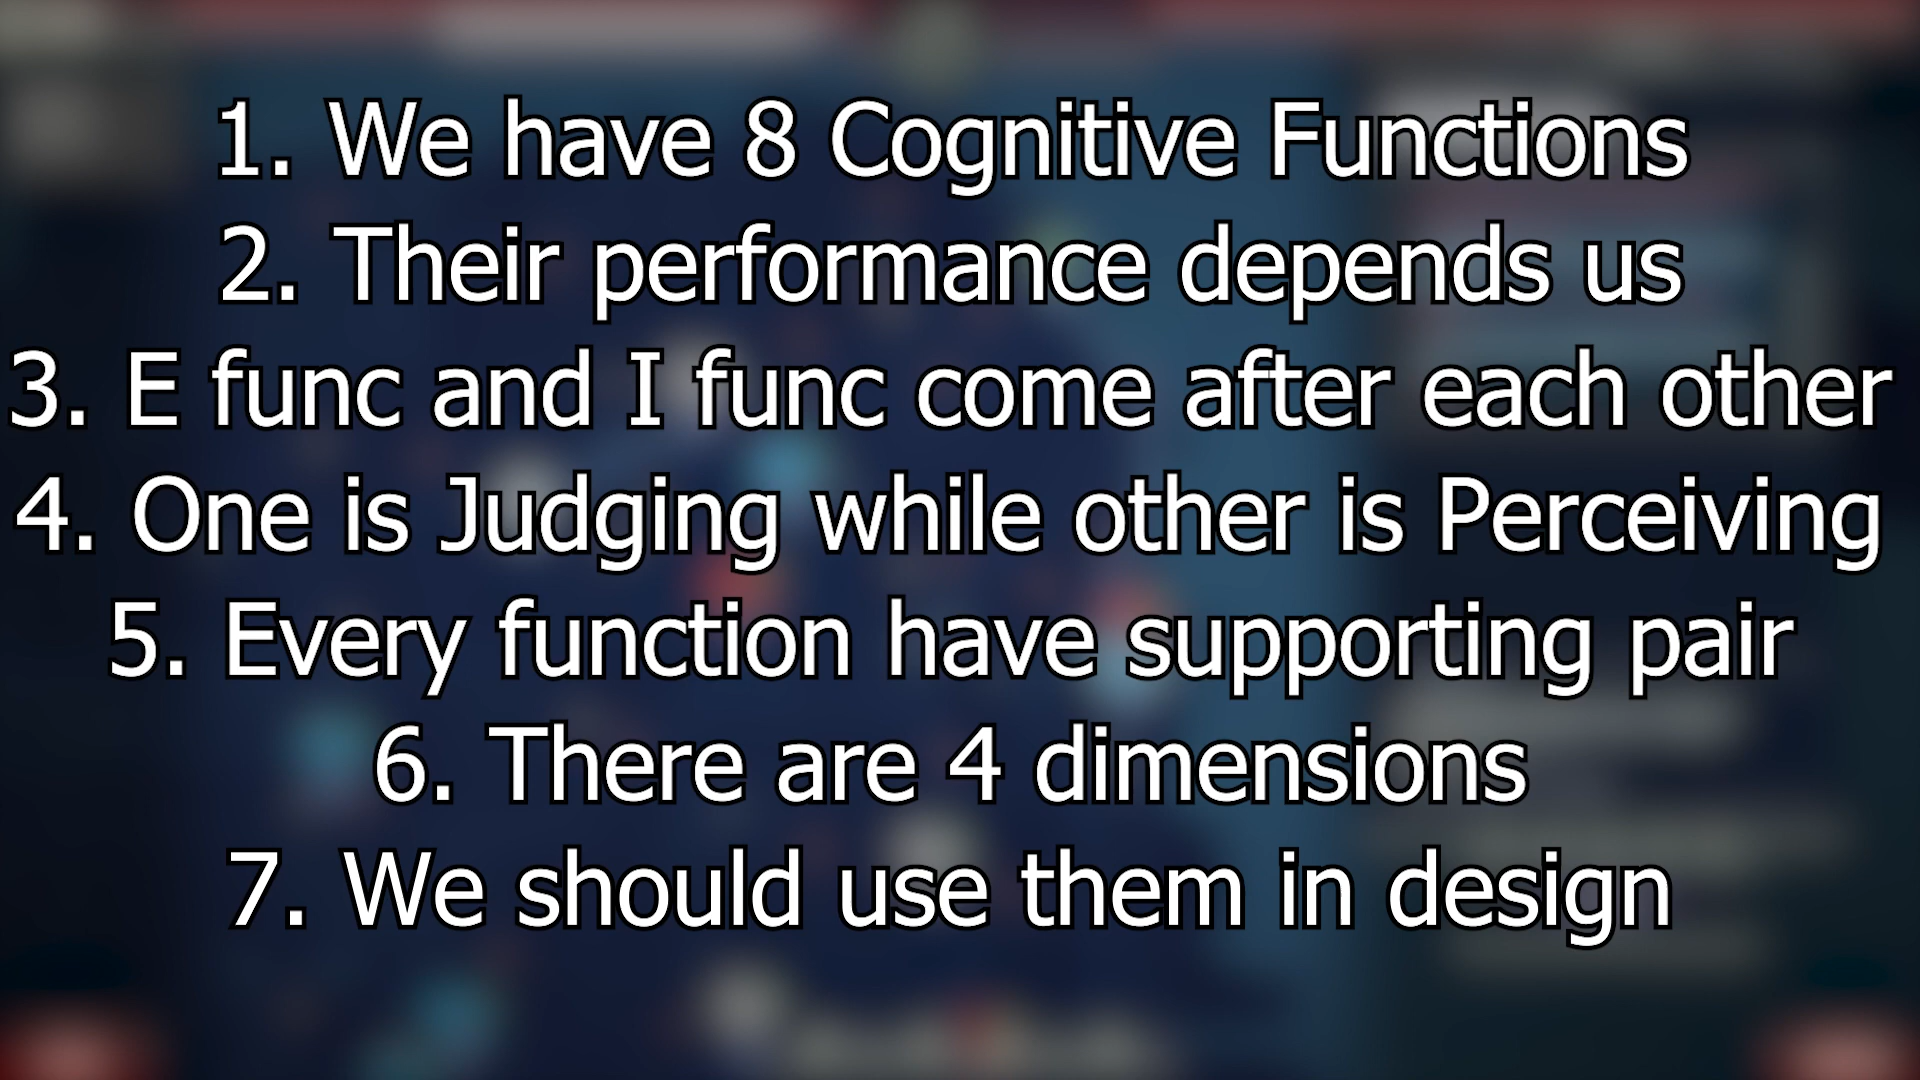 1. We have 8 Cognitive Functions
2. Their performance depends us
3. E func and I func come after each other
4. One is Judging while other is Perceiving
5. Every function have supporting pair
6. There are 4 dimensions
7. We should use them in design